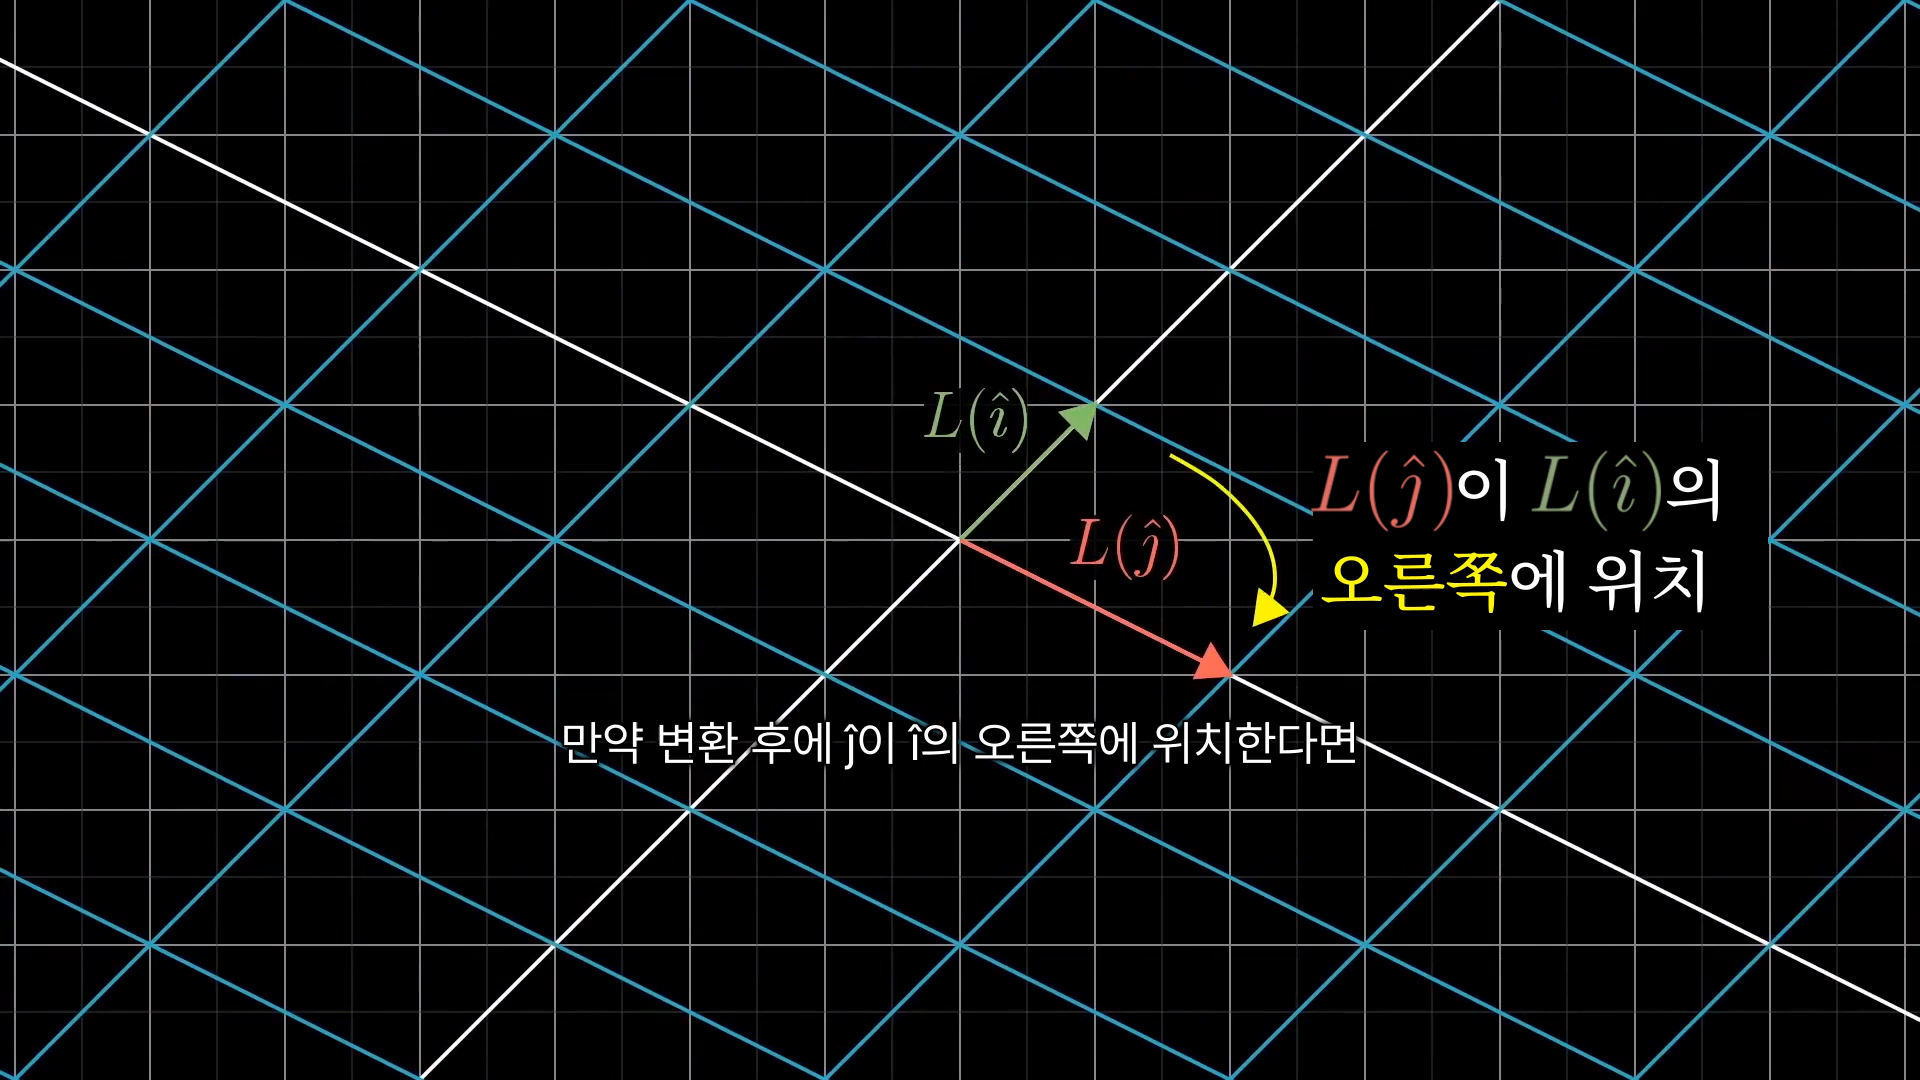 L(î)
L(ĵ)이 L(î)의
L(ĵ)
오른쪽에 위치
만약 변환 후에 ĵ이 î의 오른쪽에 위치한다면